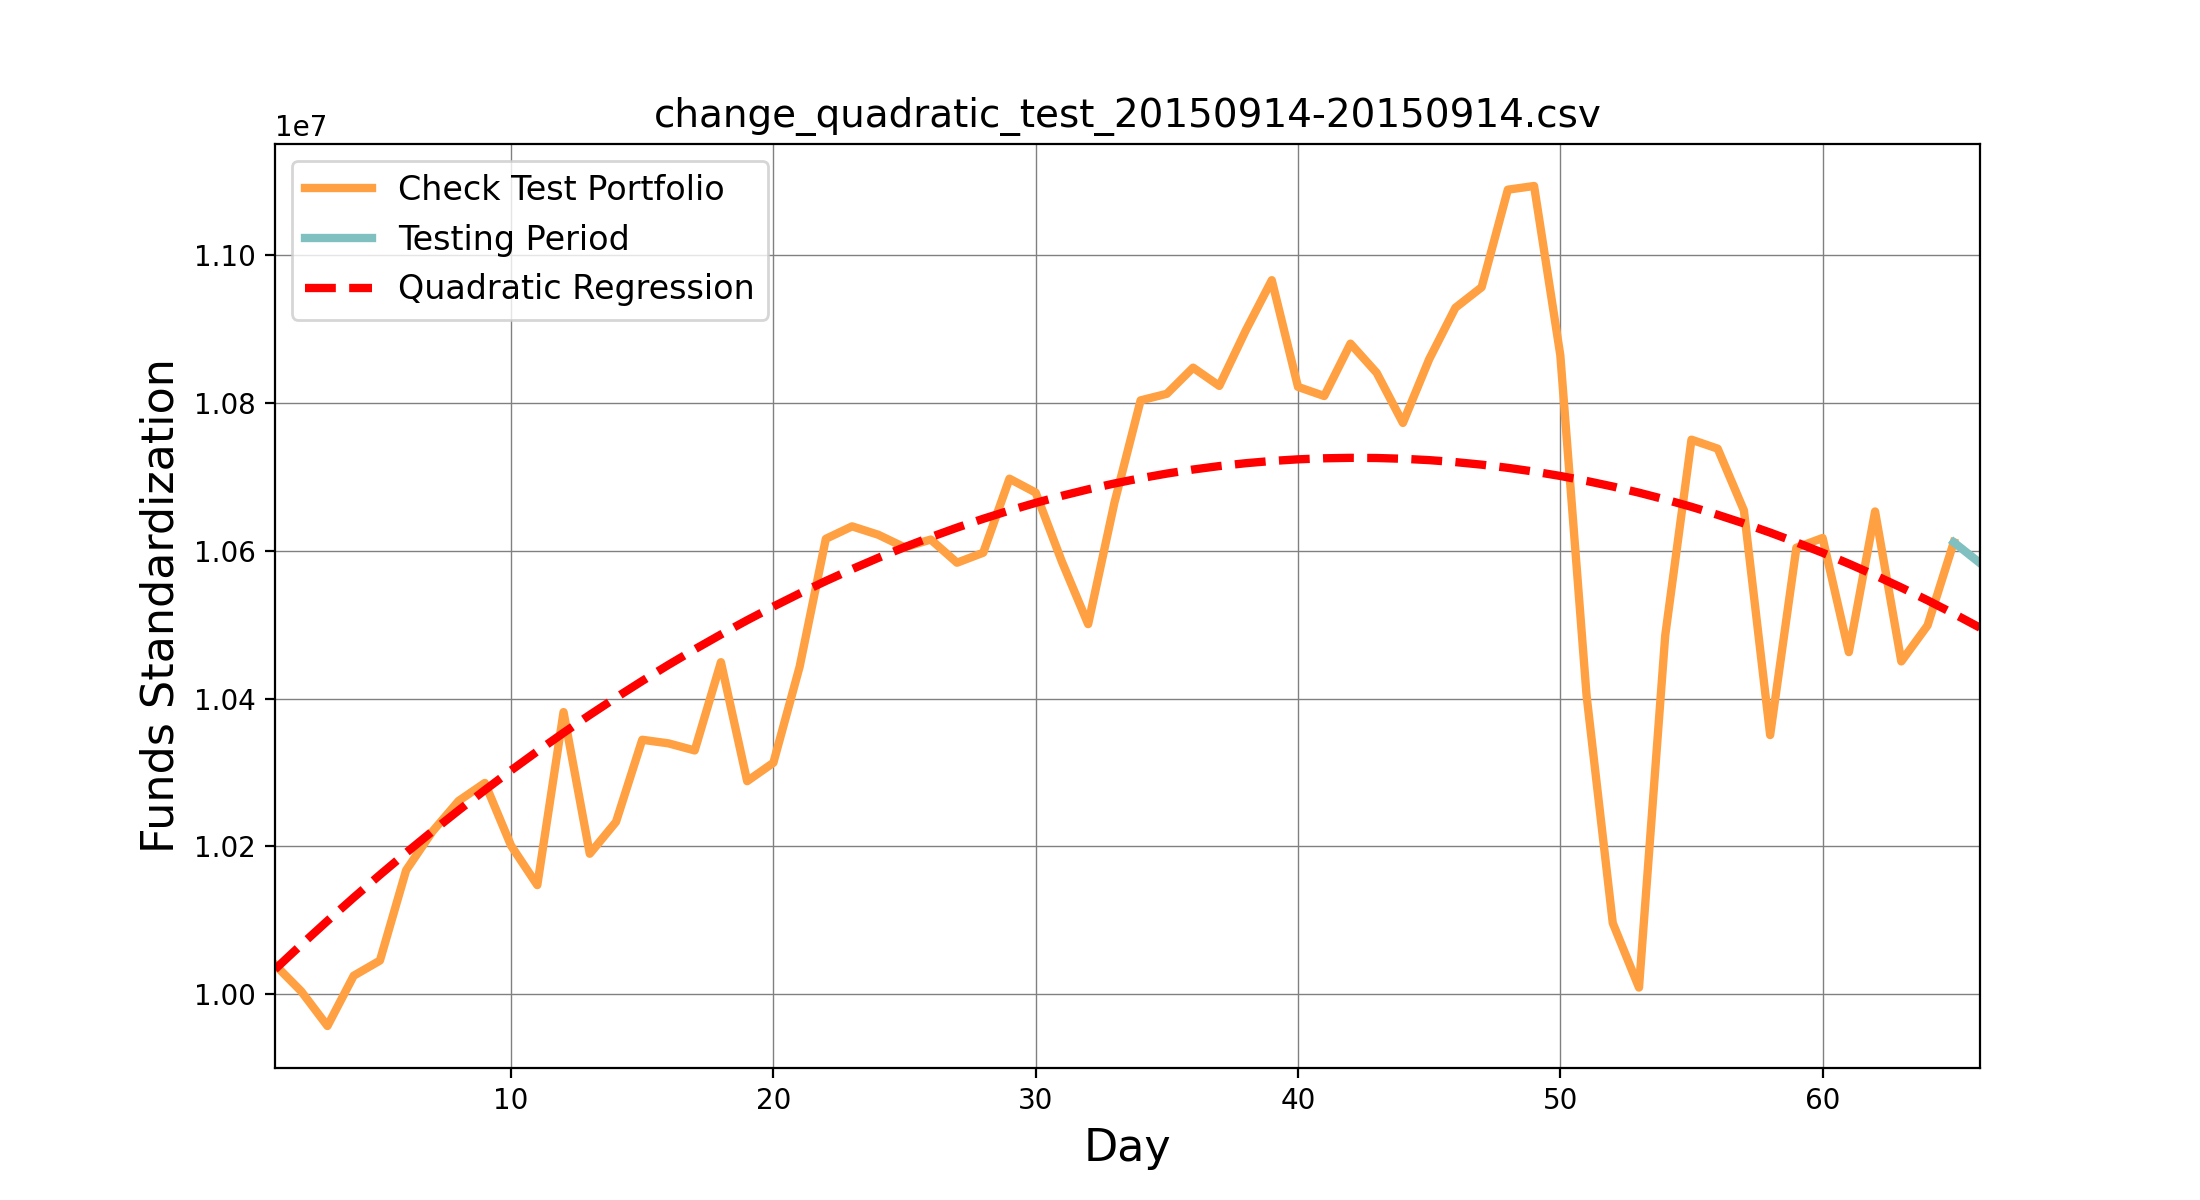 change_quadratic_test_20150914-20150914.csv
1e7
Check Test Portfolio
Testing Period
Quadratic Regression
1.10
1.08
1.06
1.04
1.02
1.00
Funds Standardization
10 20 30 40 50 60
Day